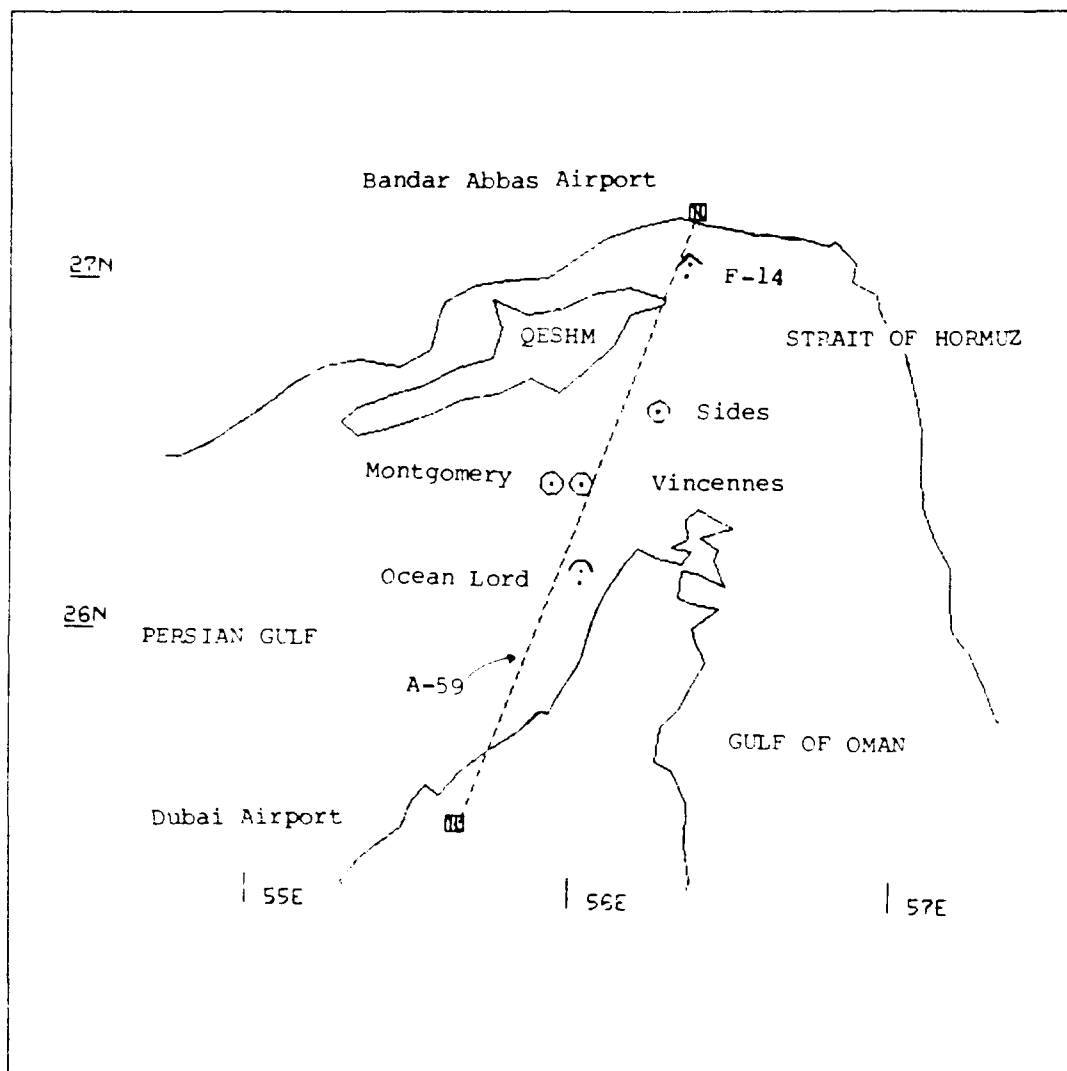 Bandar Abbas Airport
27N
F-14
QESHM
STRAIT OF HORMUZ
Sides
Montgomery
Vincennes
Ocean Lord
26N
PERSIAN GULF
A-59
GULF OF OMAN
Dubai Airport
55E
56E
57E